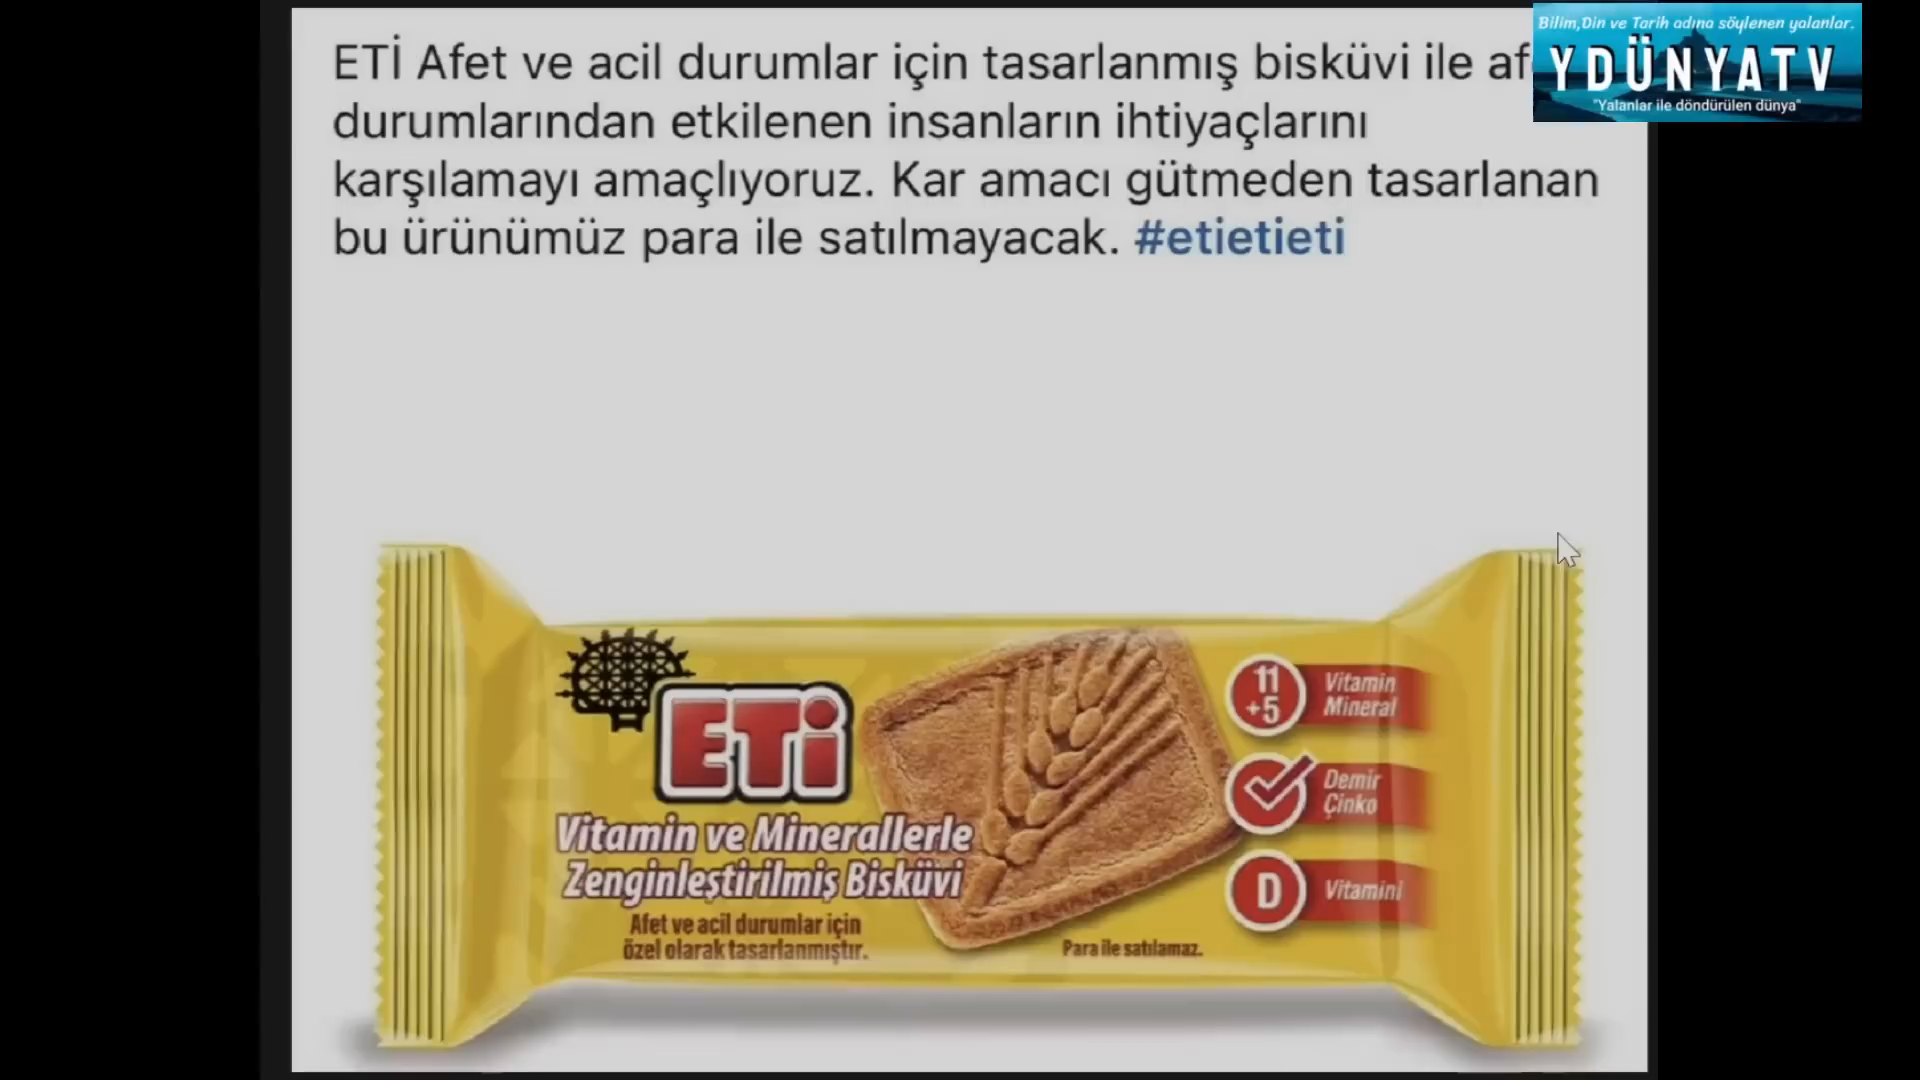 ETİ Afet ve acil durumlar için tasarlanmış bisküvi ile
durumlarından etkilenen insanların ihtiyaçlarını
karşılamayı amaçlıyoruz. Kar amacı gütmeden tasarlanan
bu ürünümüz para ile satılmayacak. #etietieti
Bilim,Din ve Tarih adına söylenen yalanlar.
YDÜNYATV
"Yalanlar ile döndürülen dünya"
ETi
Vitamin ve Minerallerle
Zenginleştirilmiş Bisküvi
Afet ve acil durumlar için
özel olarak tasarlanmıştır.
Para ile satılamaz.
11
+5
Vitamin
Mineral
Demir
Çinko
D
Vitamini